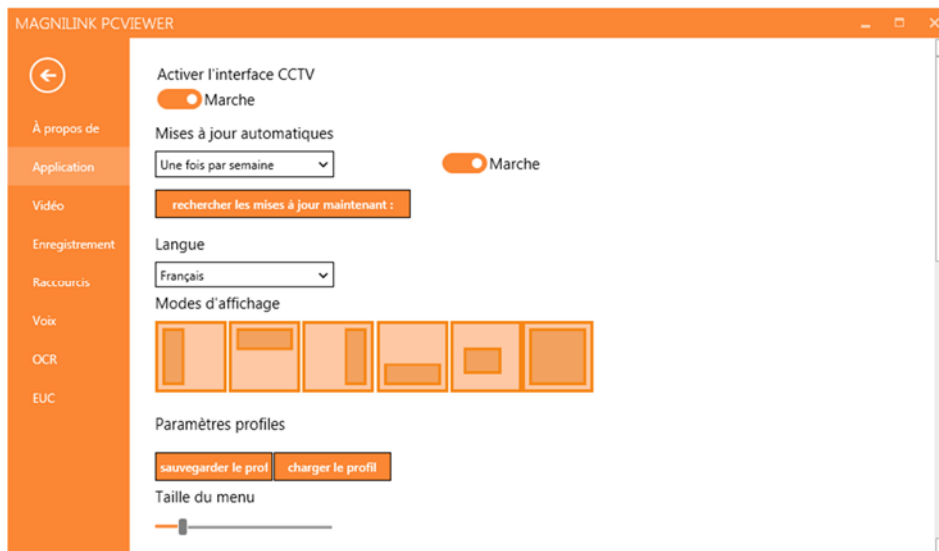 MAGNILINK PCVIEWER
À propos de
Application
Vidéo
Enregistrement
Raccourcis
Voix
OCR
EUC
Activer l'interface CCTV
Marche
Mises à jour automatiques
Une fois par semaine
Marche
rechercher les mises à jour maintenant :
Langue
Français
Modes d'affichage
Paramètres profiles
sauvegarder le prof
charger le profil
Taille du menu